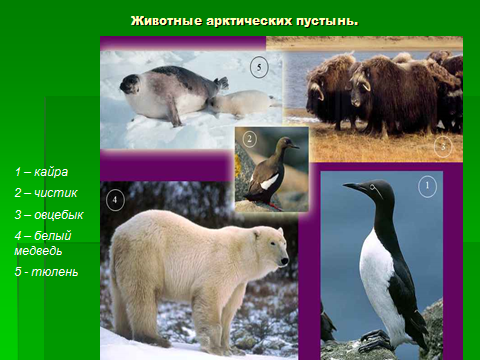 Животные арктических пустынь.
5
2
3
4
1
1 – кайра
2 – чистик
3 – овцебык
4 – белый
медведь
5 - тюлень